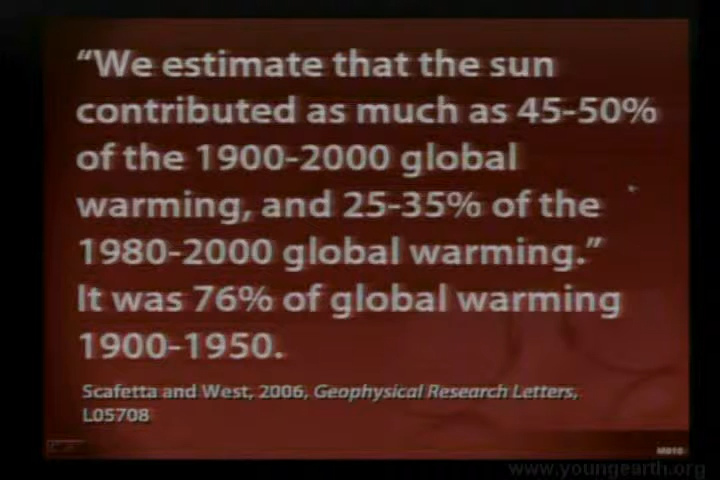 “We estimate that the sun
contributed as much as 45-50%
of the 1900-2000 global
warming, and 25-35% of the
1980-2000 global warming.”
It was 76% of global warming
1900-1950.
Scafetta and West, 2006, Geophysical Research Letters,
L05708
www.youngearth.org